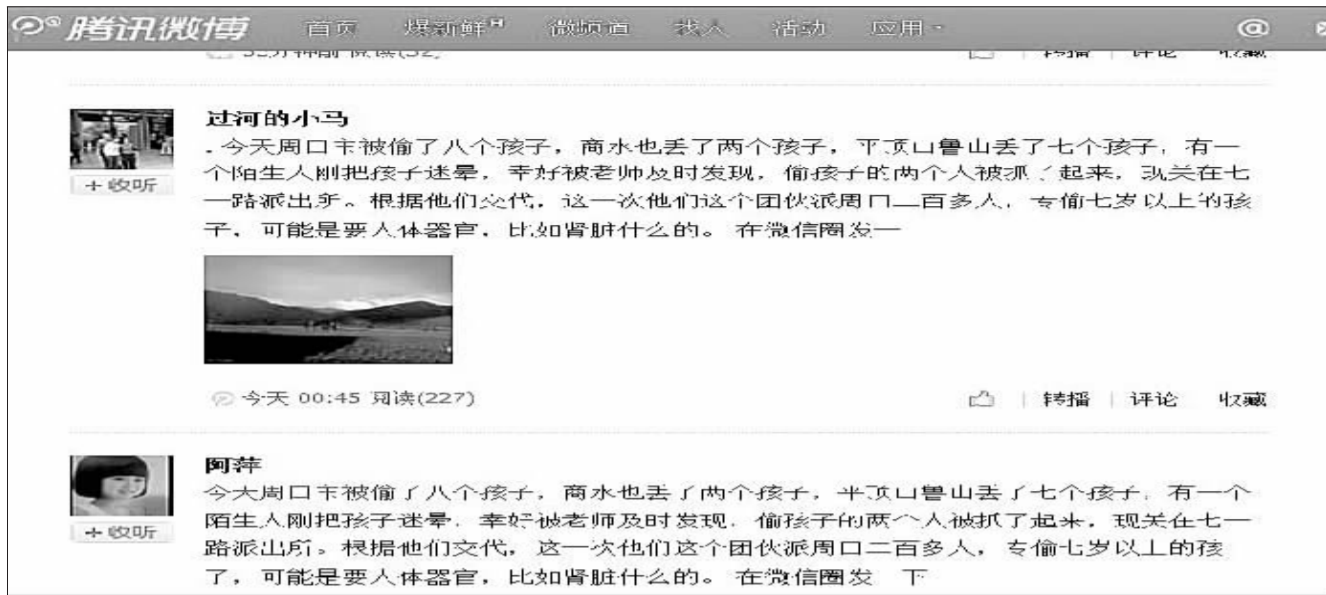 腾讯微博 首页 爆新鲜 微频道 找人 活动 应用 @
过河的小马
.今天周口市被偷了八个孩子，商水也丢了两个孩子，平顶山鲁山丢了七个孩子，有一
个陌生人刚把孩子迷晕，幸好被老师及时发现，偷孩子的两个人被抓了起来，现关在七
一路派出所。根据他们交代，这一次他们这个团伙派周口二百多人，专偷七岁以上的孩
子，可能是要人体器官，比如肾脏什么的。在微信圈发一
+收听
今天 00:45 阅读(227) 转播 评论 收藏
阿萍
今天周口市被偷了八个孩子，商水也丢了两个孩子，平顶山鲁山丢了七个孩子，有一个
陌生人刚把孩子迷晕，幸好被老师及时发现，偷孩子的两个人被抓了起来，现关在七一
路派出所。根据他们交代，这一次他们这个团伙派周口二百多人，专偷七岁以上的孩
子，可能是要人体器官，比如肾脏什么的。在微信圈发 下
+收听